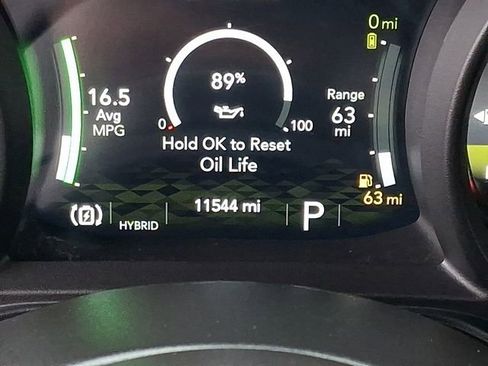 0 mi
89%
16.5
Avg
MPG
Range
63
mi
0
100
Hold OK to Reset
Oil Life
63 mi
HYBRID
11544 mi
P